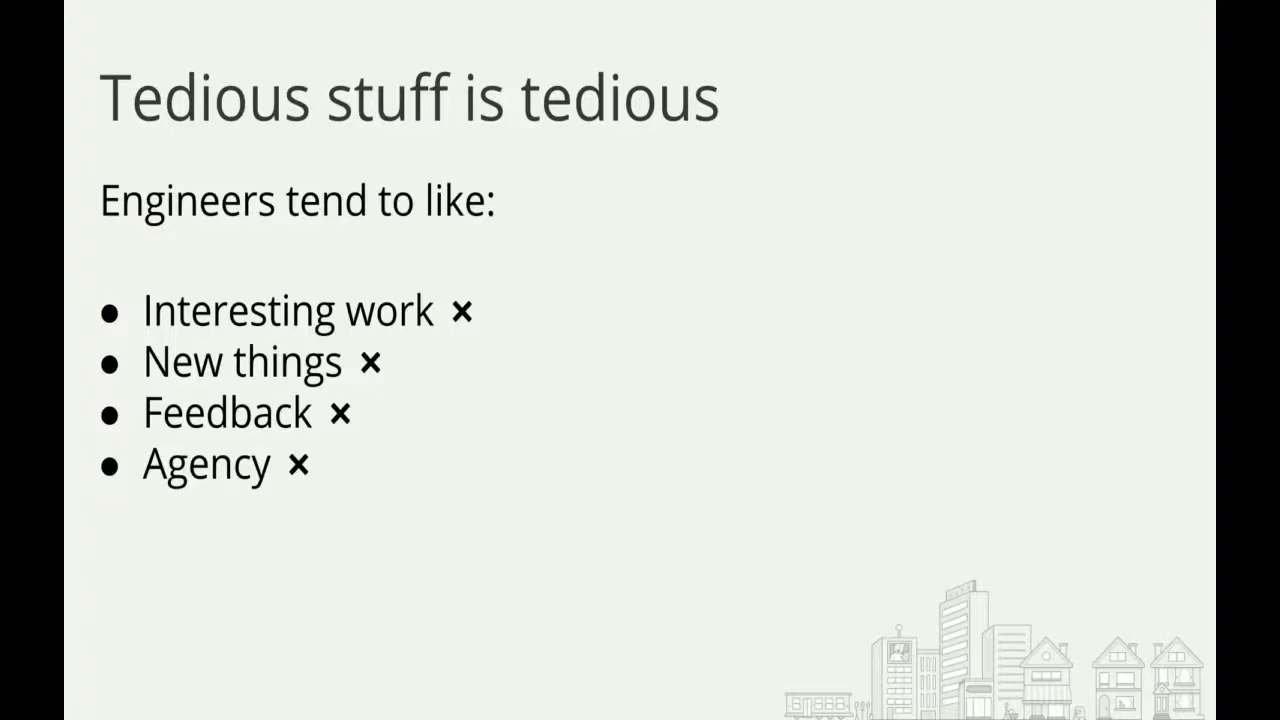 Tedious stuff is tedious
Engineers tend to like:
● Interesting work ×
● New things ×
● Feedback ×
● Agency ×